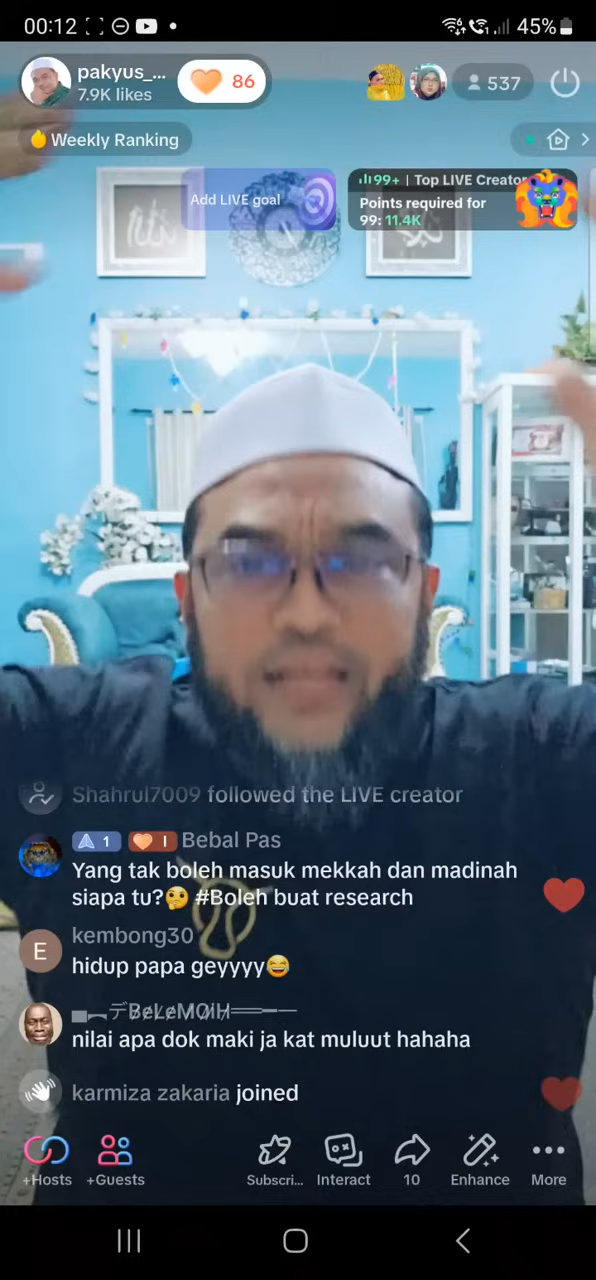 00:12
45%
pakyus_...
7.9K likes
86
537
Weekly Ranking
Add LIVE goal
99+ | Top LIVE Creator
Points required for
99: 11.4K
Shahrul7009 followed the LIVE creator
1 I Bebal Pas
Yang tak boleh masuk mekkah dan madinah
siapa tu?🤔 #Boleh buat research
E
kembong30
hidup papa geyyyy😂
nilai apa dok maki ja kat muluut hahaha
karmiza zakaria joined
+Hosts
+Guests
Subscri...
Interact
10
Enhance
More